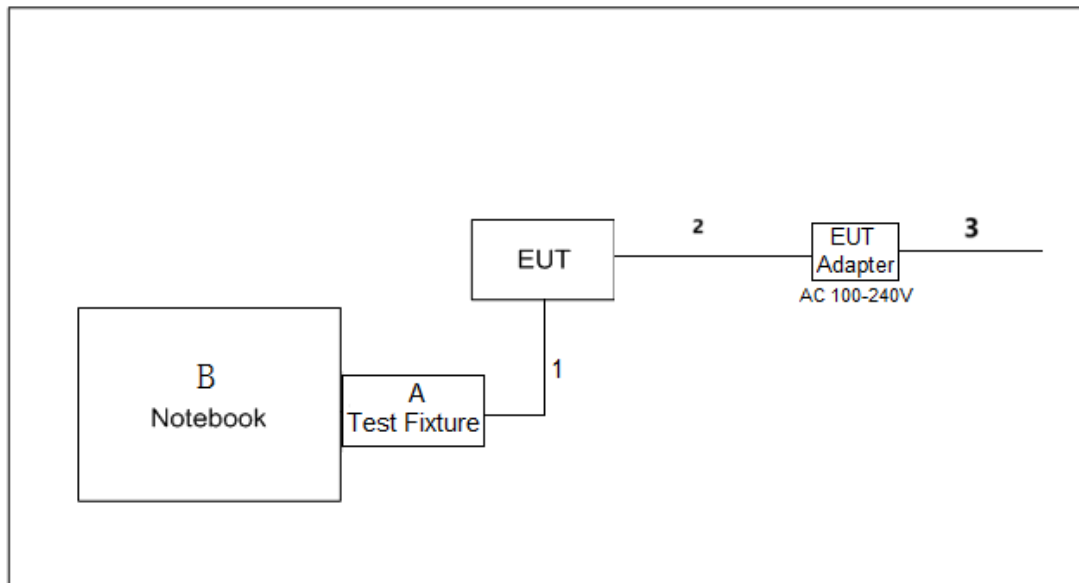 2
3
EUT
EUT
Adapter
AC 100-240V
1
B
Notebook
A
Test Fixture